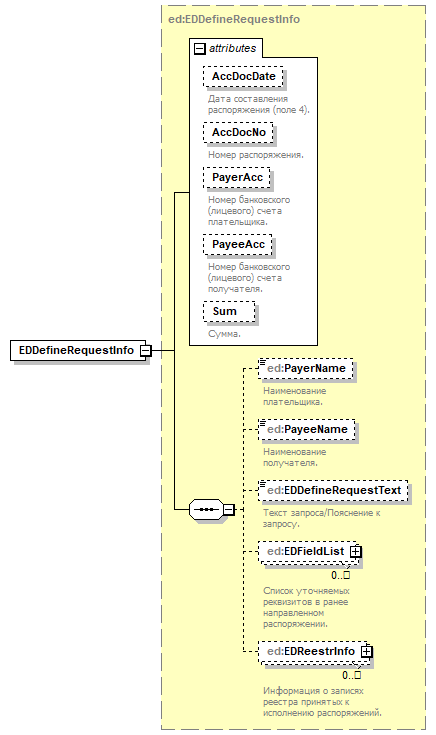 ed:EDDefineRequestInfo
attributes
AccDocDate
Дата составления
распоряжения (поле 4).
AccDocNo
Номер распоряжения.
PayerAcc
Номер банковского
(лицевого) счета
плательщика.
PayeeAcc
Номер банковского
(лицевого) счета
получателя.
Sum
Сумма.
EDDefineRequestInfo
ed:PayerName
Наименование
плательщика.
ed:PayeeName
Наименование
получателя.
ed:EDDefineRequestText
Текст запроса/Пояснение к
запросу.
ed:EDFieldList
0..□
Список уточняемых
реквизитов в ранее
направленном
распоряжении.
ed:EDReestrInfo
0..□
Информация о записях
реестра принятых к
исполнению распоряжений.